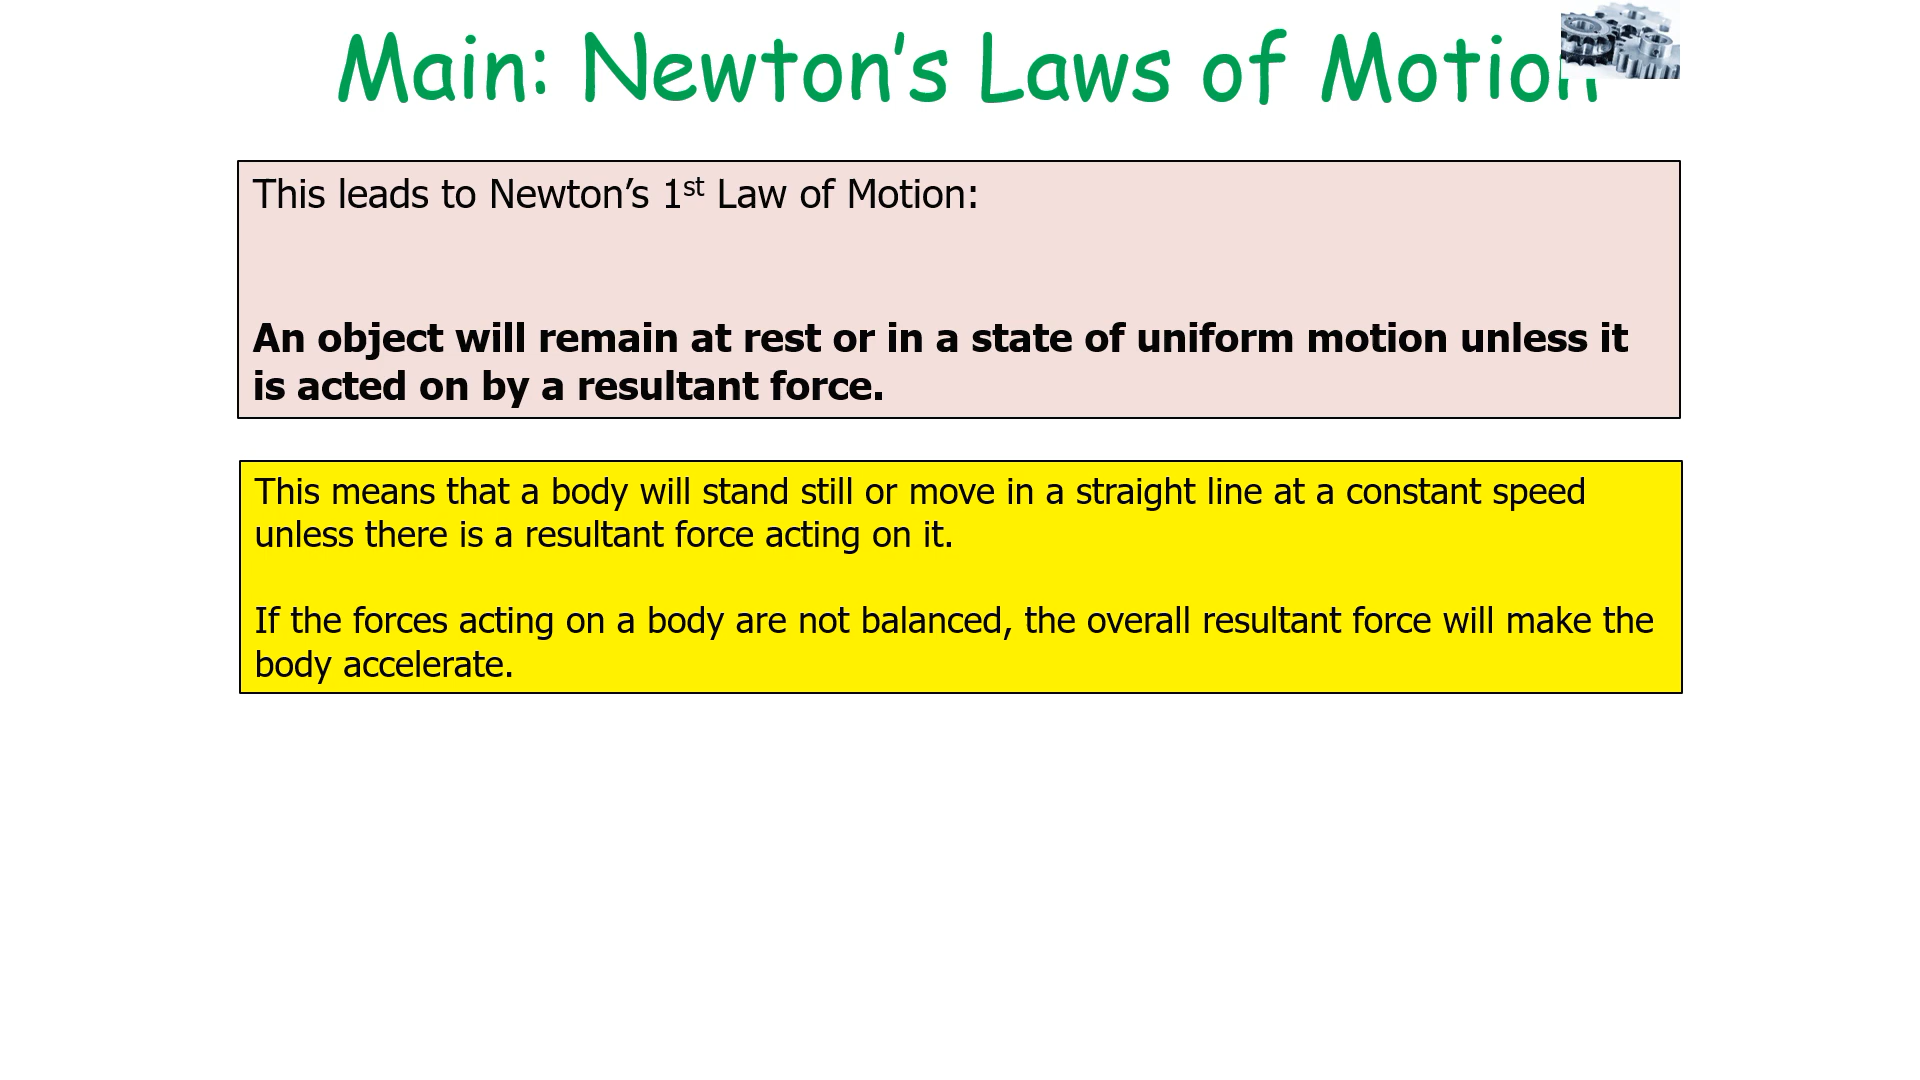 Main: Newton’s Laws of Motion
This leads to Newton’s 1st Law of Motion:
An object will remain at rest or in a state of uniform motion unless it
is acted on by a resultant force.
This means that a body will stand still or move in a straight line at a constant speed
unless there is a resultant force acting on it.
If the forces acting on a body are not balanced, the overall resultant force will make the
body accelerate.